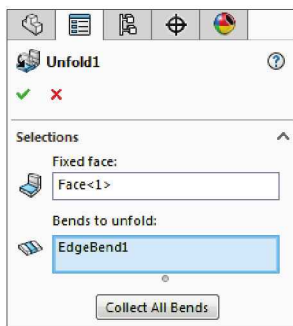 Unfold1
Selections
Fixed face:
Face<1>
Bends to unfold:
EdgeBend1
Collect All Bends